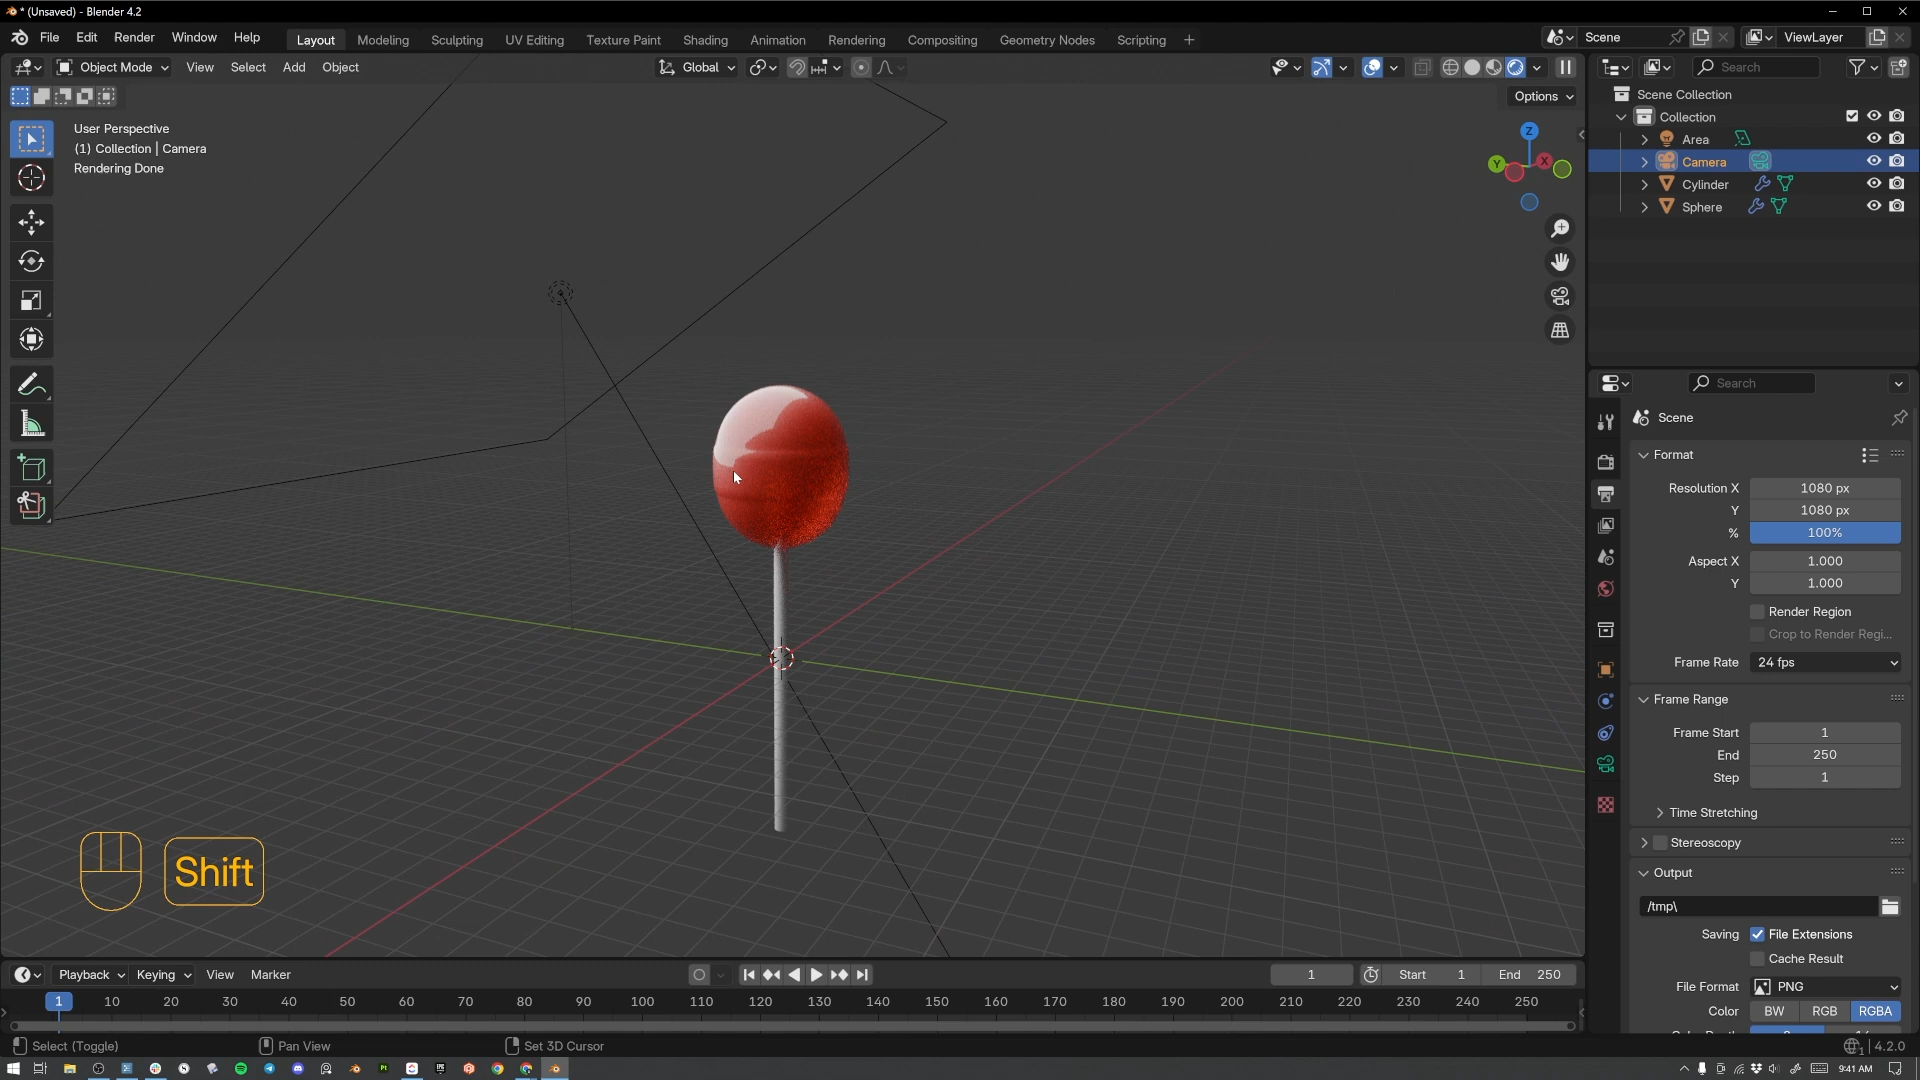 * (Unsaved) - Blender 4.2
File Edit Render Window Help
Layout Modeling Sculpting UV Editing Texture Paint Shading Animation Rendering Compositing Geometry Nodes Scripting +
Scene
ViewLayer
Object Mode View Select Add Object
Global
Search
Options
User Perspective
(1) Collection | Camera
Rendering Done
Z
Y
X
Scene Collection
Collection
Area
Camera
Cylinder
Sphere
Search
Scene
Format
Resolution X 1080 px
Y 1080 px
% 100%
Aspect X 1.000
Y 1.000
Render Region
Crop to Render Regi...
Frame Rate 24 fps
Frame Range
Frame Start 1
End 250
Step 1
Time Stretching
Stereoscopy
Output
/tmp\
Saving File Extensions
Cache Result
File Format PNG
Color BW RGB RGBA
Shift
Playback Keying View Marker
1 Start 1 End 250
1 10 20 30 40 50 60 70 80 90 100 110 120 130 140 150 160 170 180 190 200 210 220 230 240 250
Select (Toggle) Pan View Set 3D Cursor
4.2.0
9:41 AM